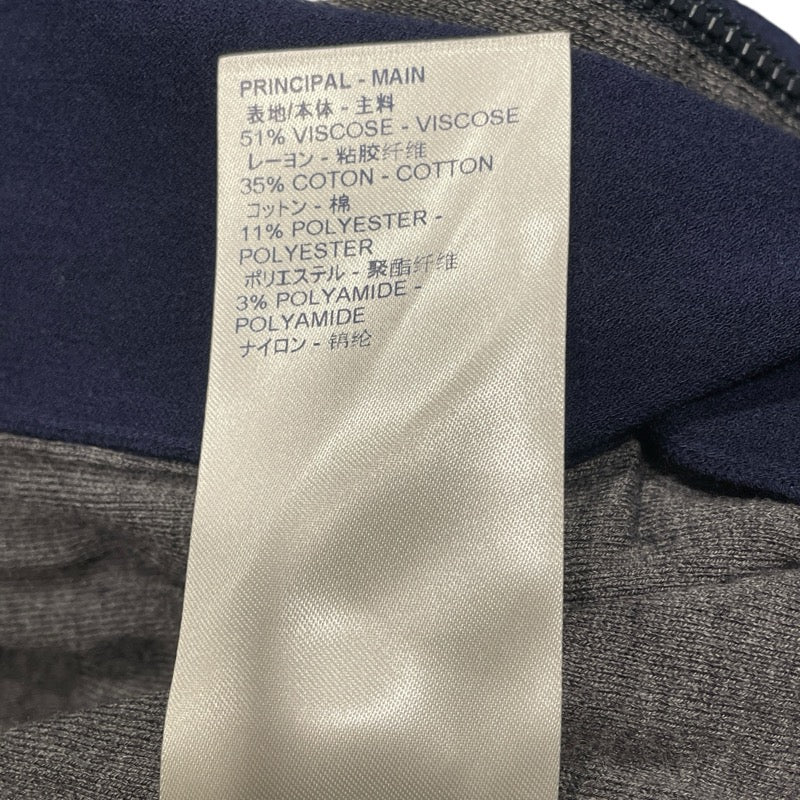 PRINCIPAL - MAIN
表地/本体 - 主料
51% VISCOSE - VISCOSE
レーヨン - 粘胶纤维
35% COTON - COTTON
コットン - 棉
11% POLYESTER -
POLYESTER
ポリエステル - 聚酯纤维
3% POLYAMIDE -
POLYAMIDE
ナイロン - 锦纶